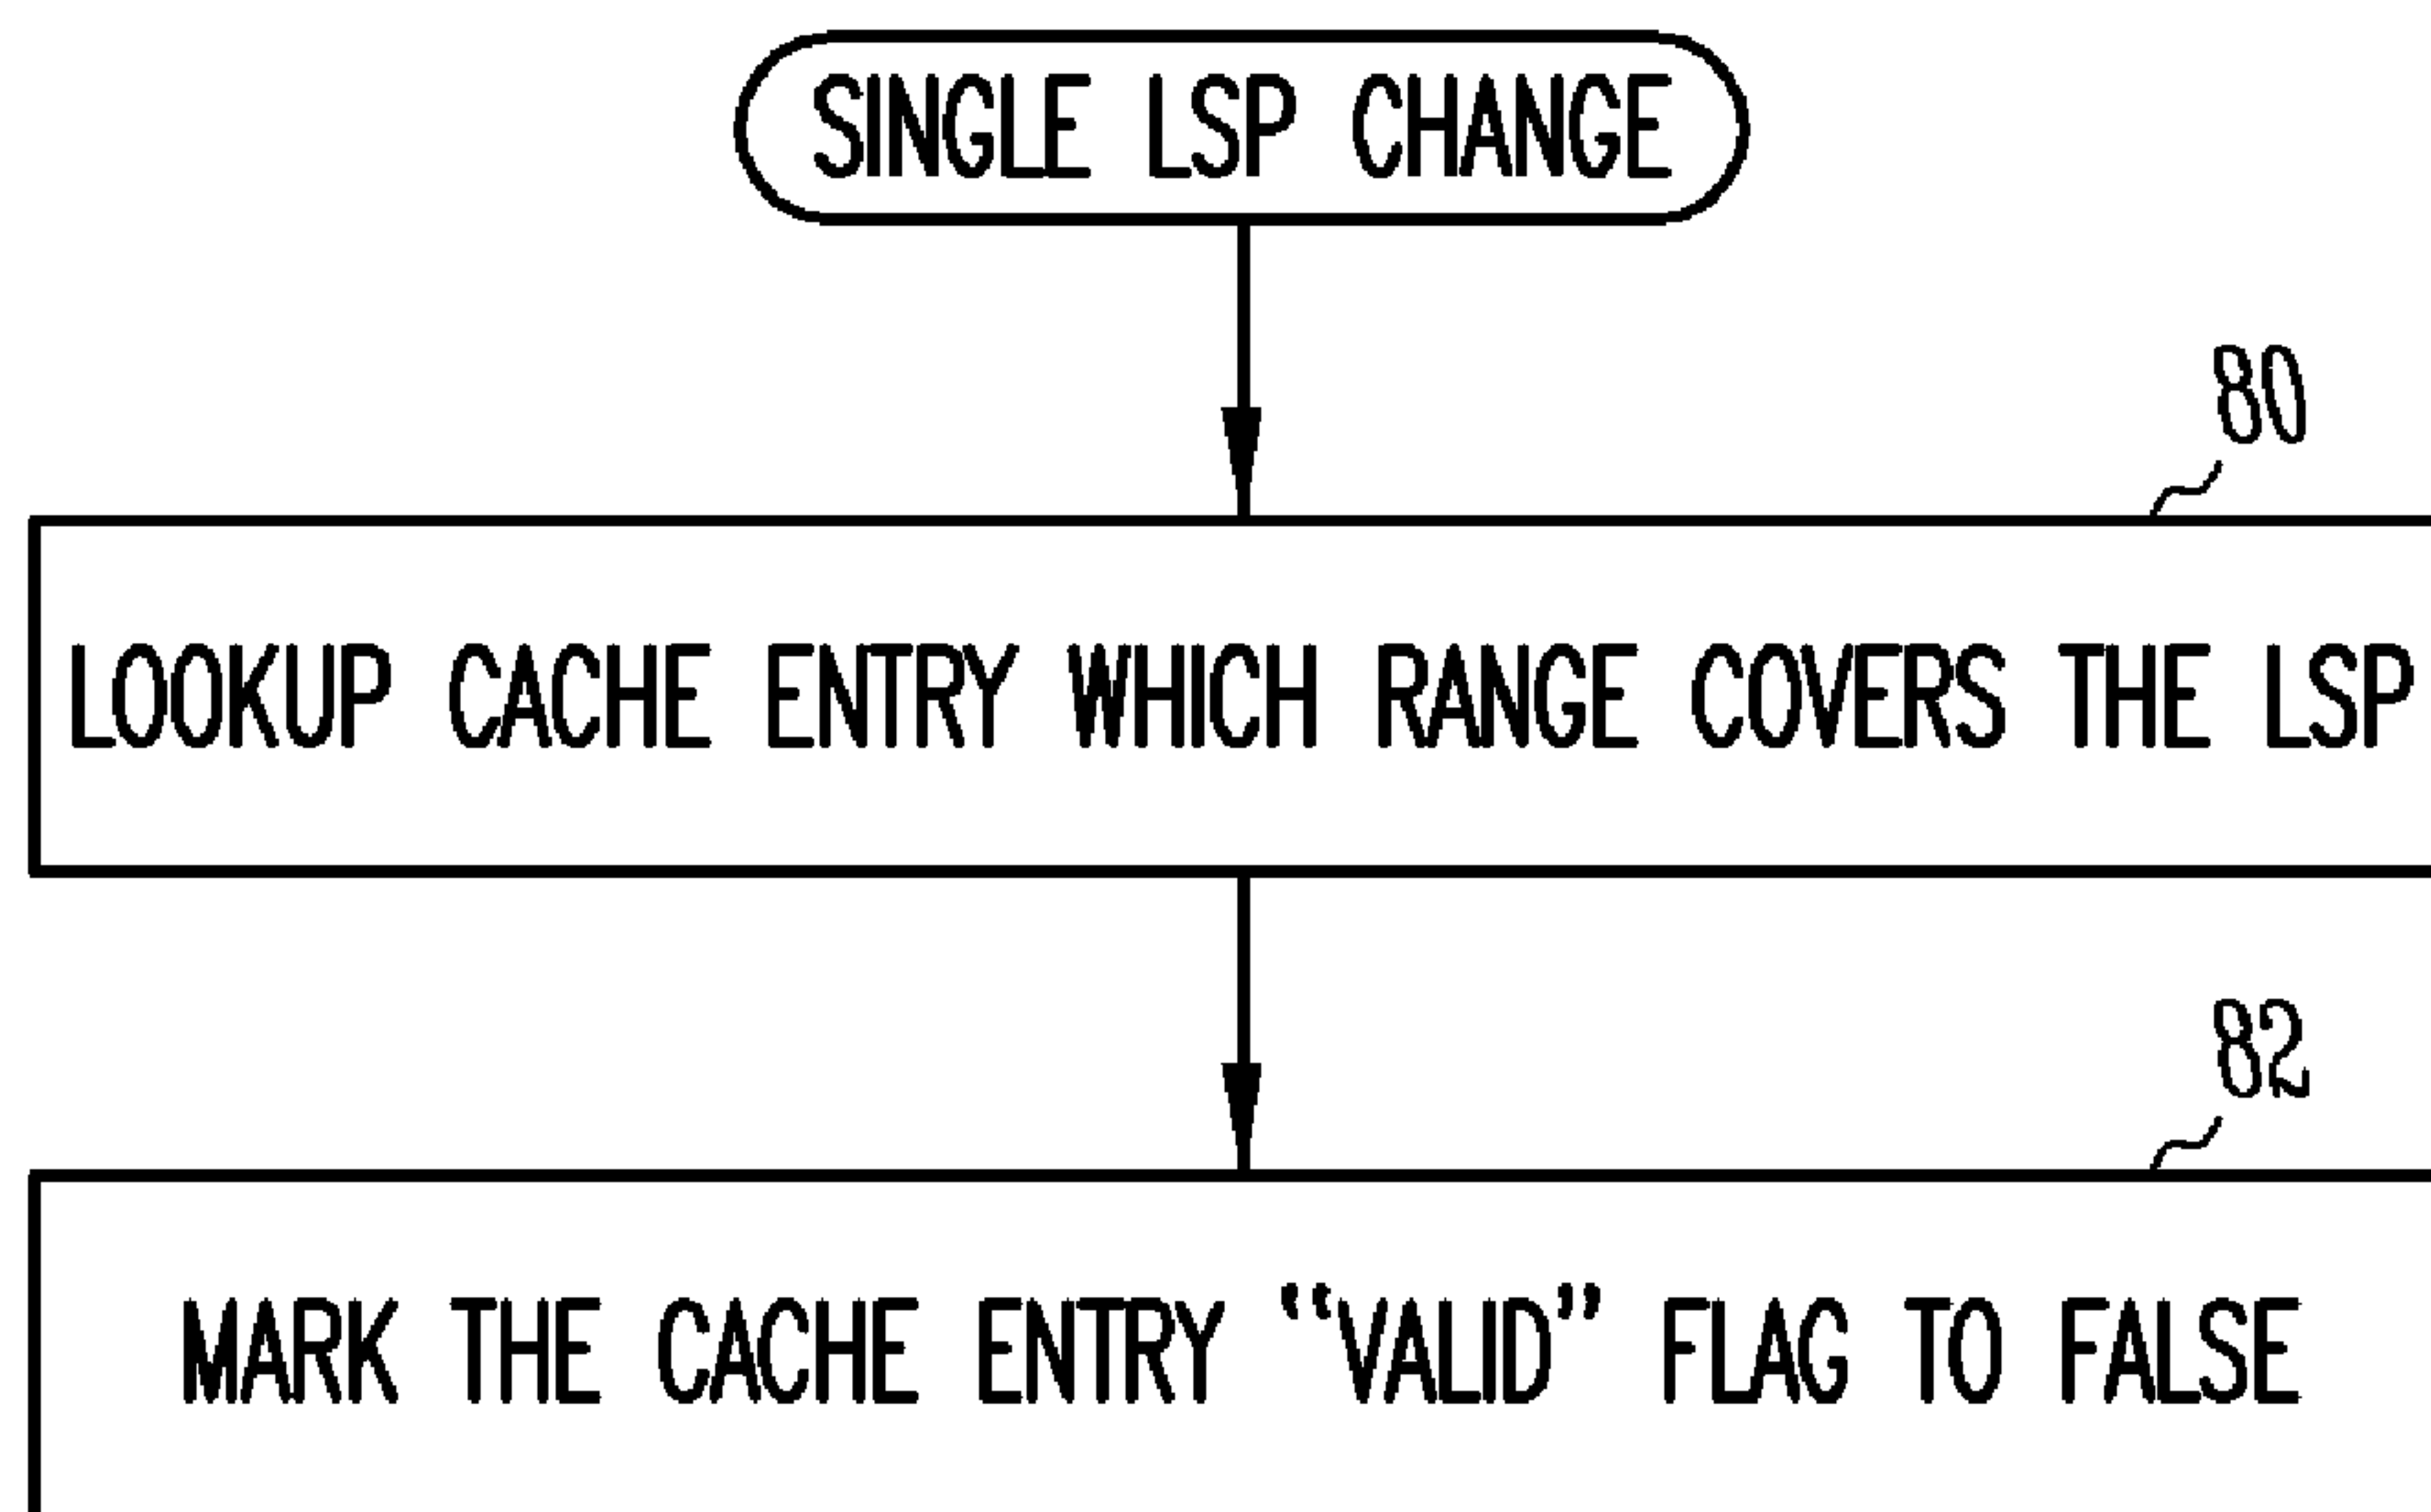 SINGLE LSP CHANGE
80
LOOKUP CACHE ENTRY WHICH RANGE COVERS THE LSP
82
MARK THE CACHE ENTRY “VALID” FLAG TO FALSE